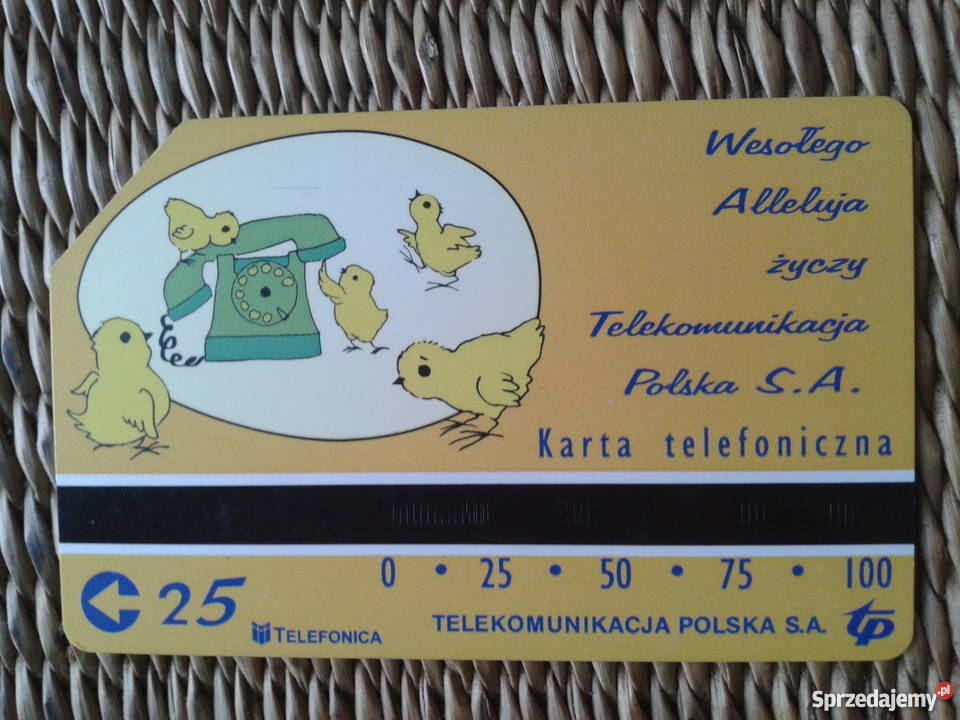 Wesołego
Alleluja
życzy
Telekomunikacja
Polska S.A.
Karta telefoniczna
0 • 25 • 50 • 75 • 100
25
TELEFONICA
TELEKOMUNIKACJA POLSKA S.A. tp
Sprzedajemy.pl